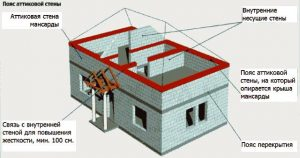 Пояс аттиковой стены
Аттиковая стена
мансарды
Внутренние
несущие стены
Пояс аттиковой
стены, на который
опирается крыша
мансарды
Связь с внутренней
стеной для повышения
жесткости, мин. 100 см.
Пояс перекрытия